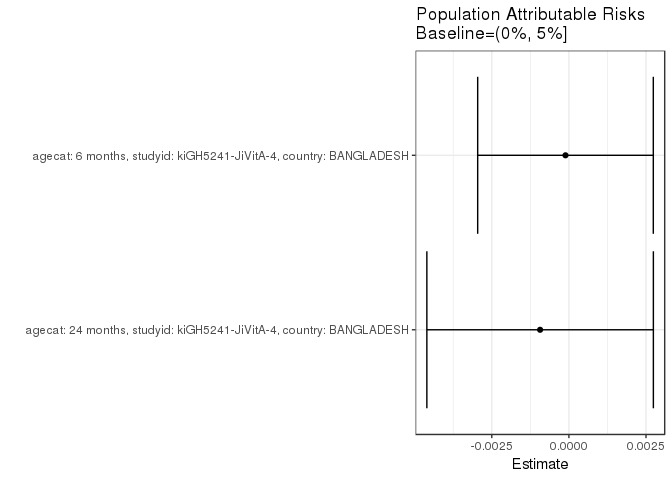 Population Attributable Risks
Baseline=(0%, 5%]
agecat: 6 months, studyid: kiGH5241-JiVitA-4, country: BANGLADESH
agecat: 24 months, studyid: kiGH5241-JiVitA-4, country: BANGLADESH
-0.0025 0.0000 0.0025
Estimate